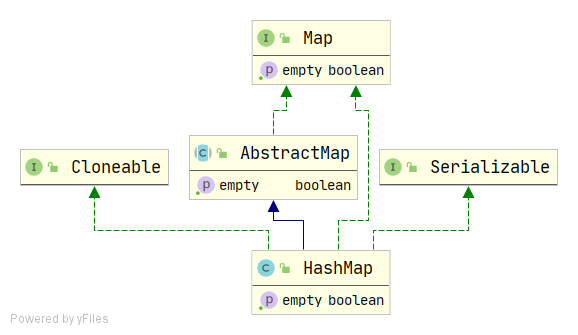 I Map
p empty boolean
C AbstractMap
p empty boolean
I Cloneable
I Serializable
C HashMap
p empty boolean
Powered by yFiles